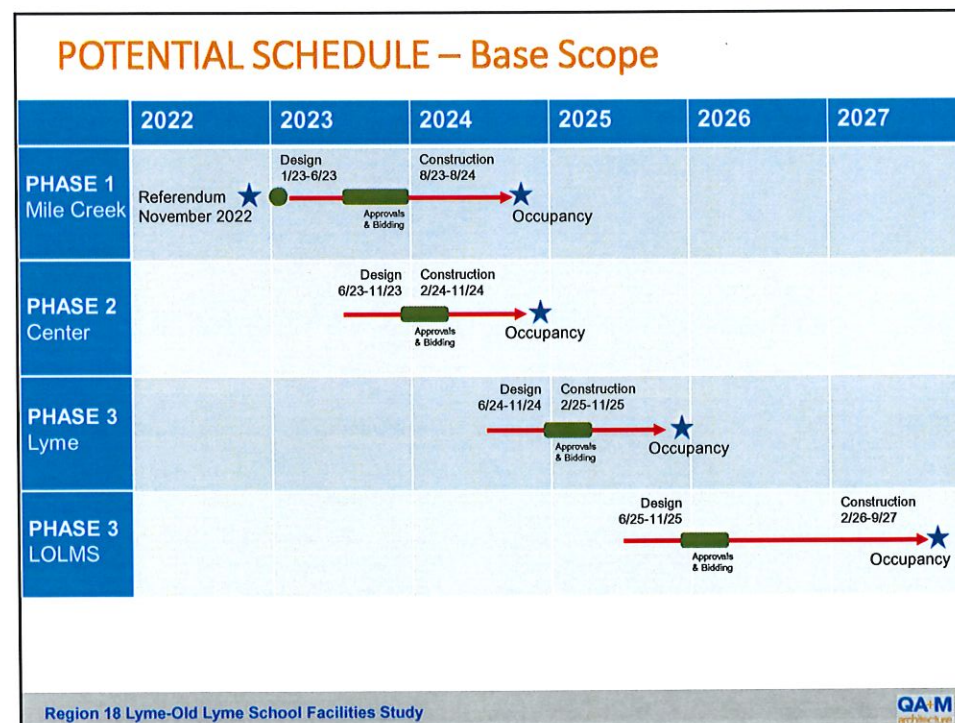 POTENTIAL SCHEDULE – Base Scope
2022 2023 2024 2025 2026 2027
PHASE 1
Mile Creek
Referendum
November 2022
Design
1/23-6/23
Approvals
& Bidding
Construction
8/23-8/24
Occupancy
PHASE 2
Center
Design
6/23-11/23
Approvals
& Bidding
Construction
2/24-11/24
Occupancy
PHASE 3
Lyme
Design
6/24-11/24
Approvals
& Bidding
Construction
2/25-11/25
Occupancy
PHASE 3
LOLMS
Design
6/25-11/25
Approvals
& Bidding
Construction
2/26-9/27
Occupancy
Region 18 Lyme-Old Lyme School Facilities Study
QA+M
architecture